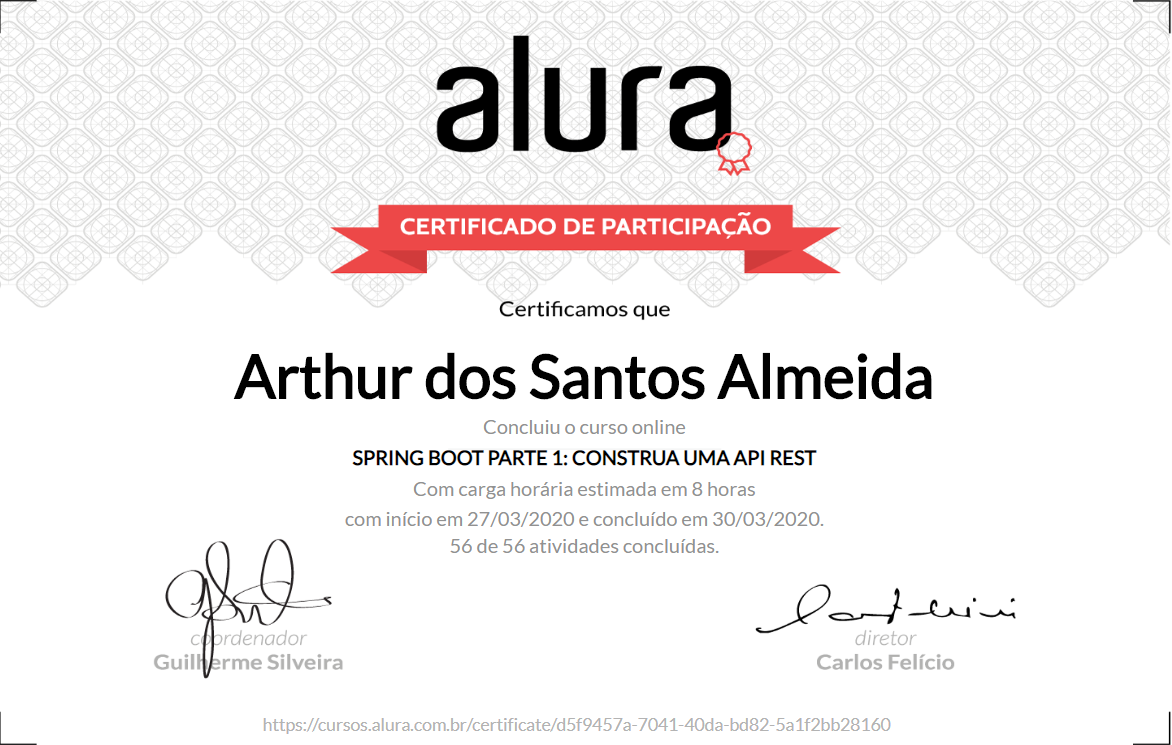 alura
CERTIFICADO DE PARTICIPAÇÃO
Certificamos que
Arthur dos Santos Almeida
Concluiu o curso online
SPRING BOOT PARTE 1: CONSTRUA UMA API REST
Com carga horária estimada em 8 horas
com início em 27/03/2020 e concluído em 30/03/2020.
56 de 56 atividades concluídas.
coordenador
Guilherme Silveira
diretor
Carlos Felício
https://cursos.alura.com.br/certificate/d5f9457a-7041-40da-bd82-5a1f2bb28160